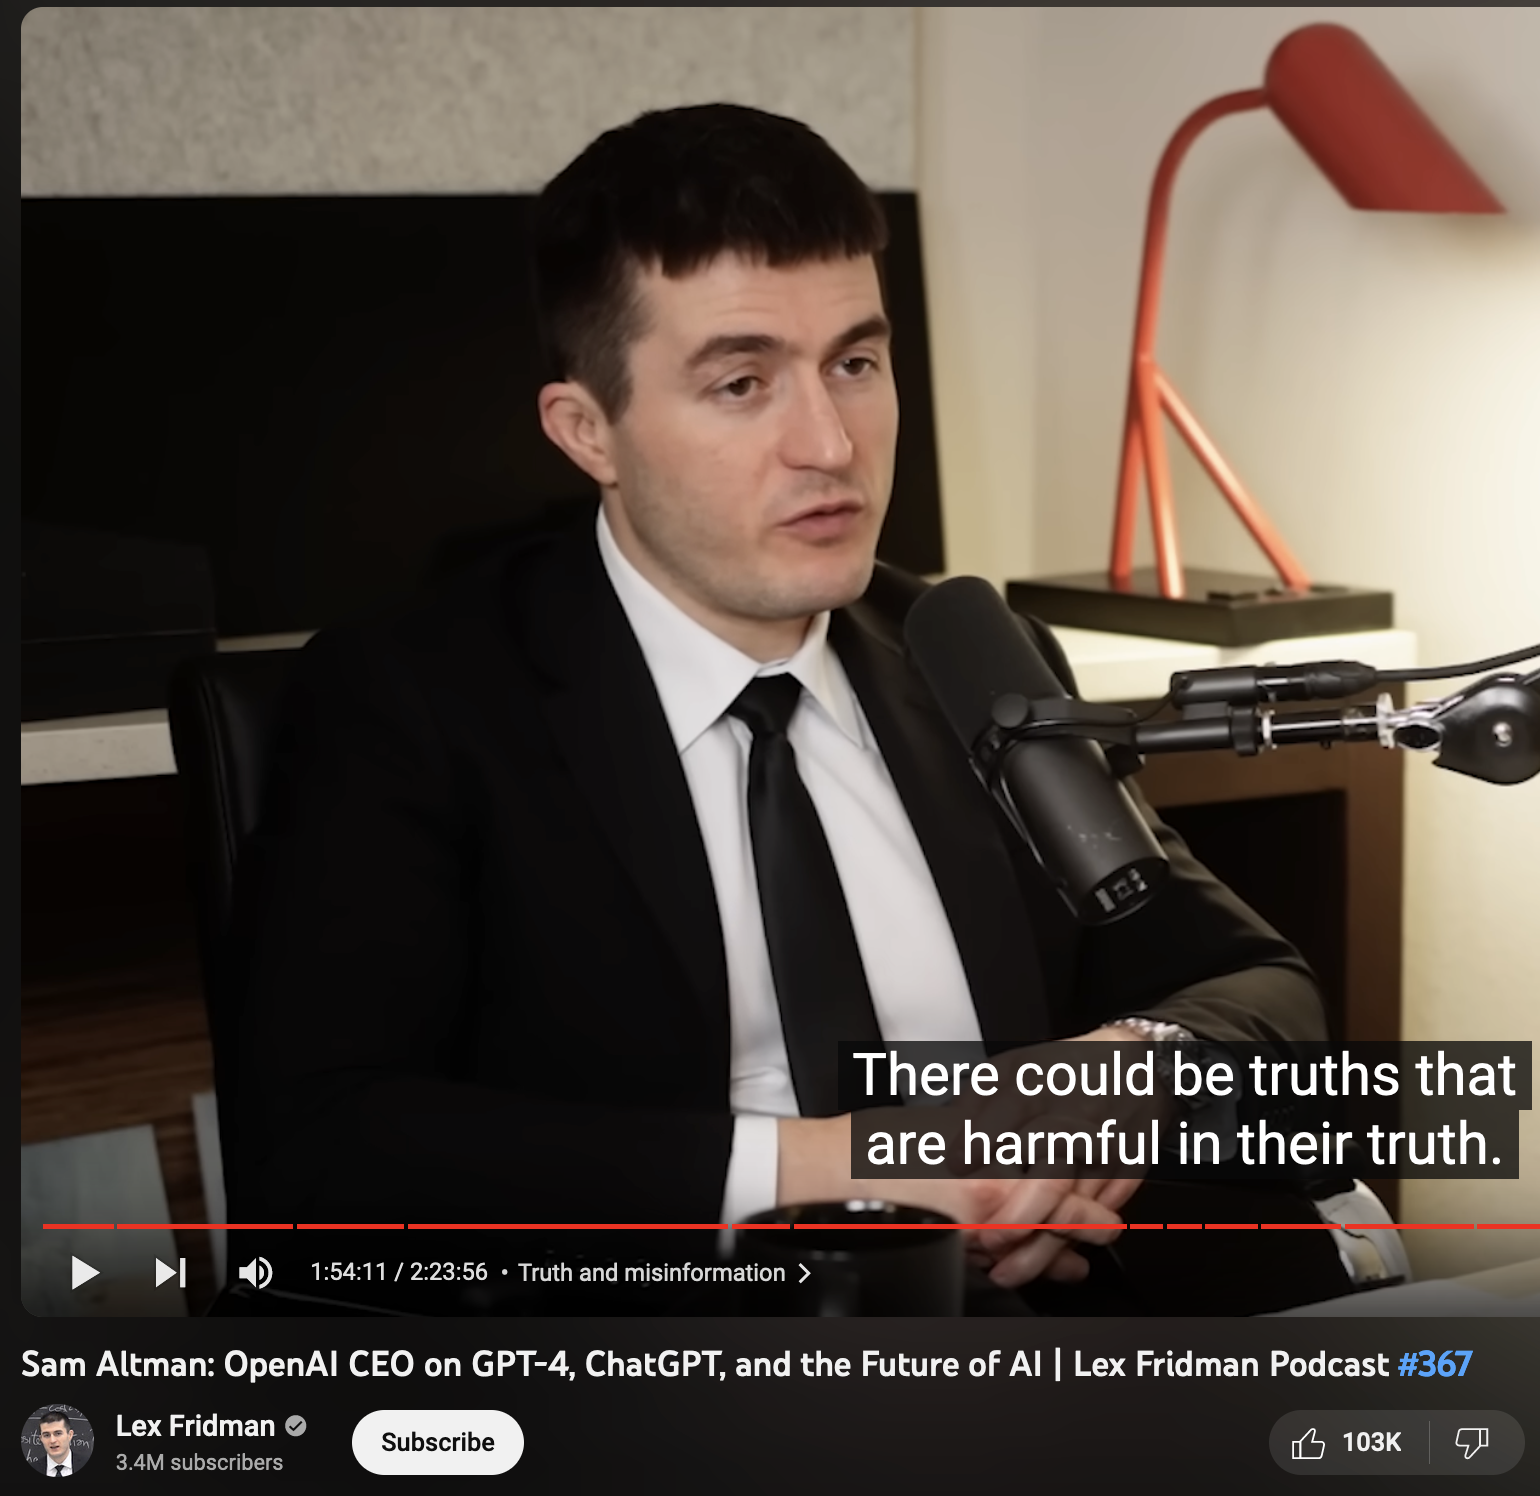 There could be truths that
are harmful in their truth.
1:54:11 / 2:23:56 • Truth and misinformation
Sam Altman: OpenAI CEO on GPT-4, ChatGPT, and the Future of AI | Lex Fridman Podcast #367
Lex Fridman
3.4M subscribers
Subscribe
103K